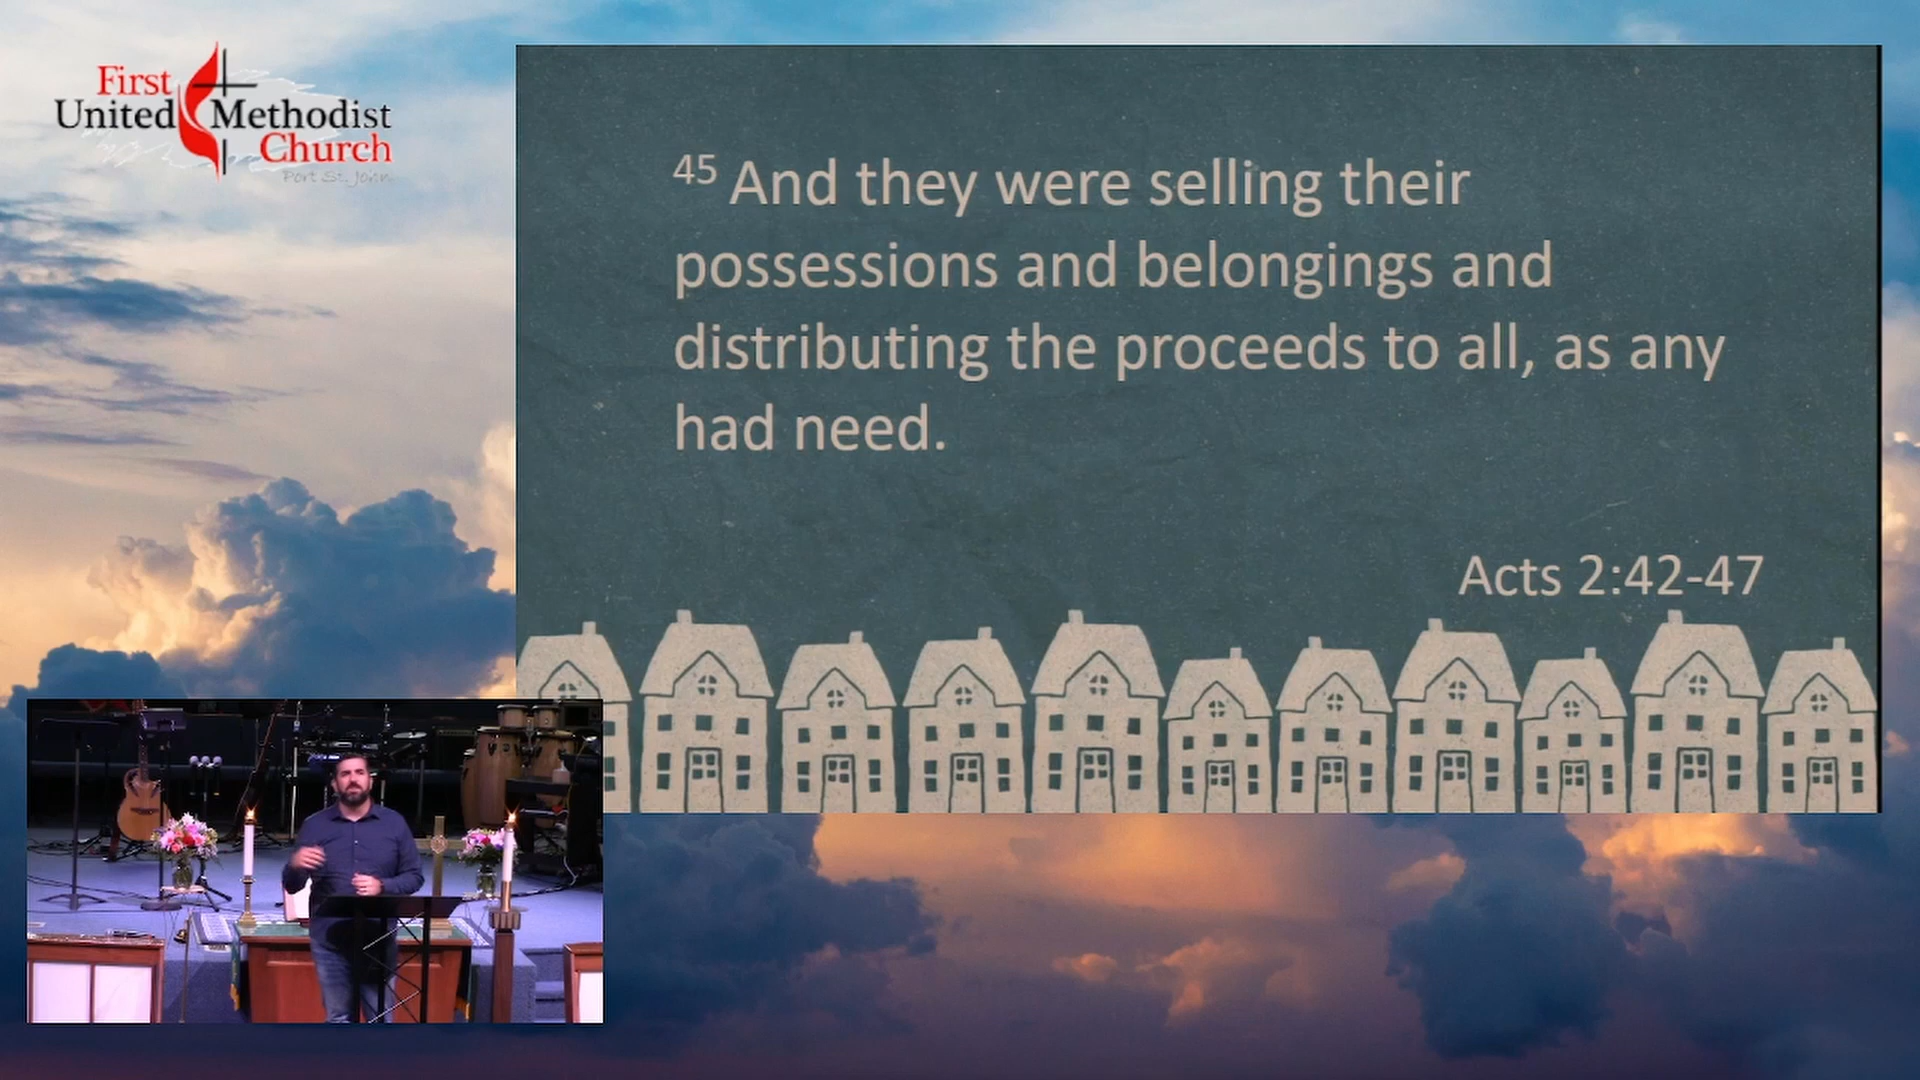 First
United Methodist
Church
Port St. John
45 And they were selling their
possessions and belongings and
distributing the proceeds to all, as any
had need.
Acts 2:42-47